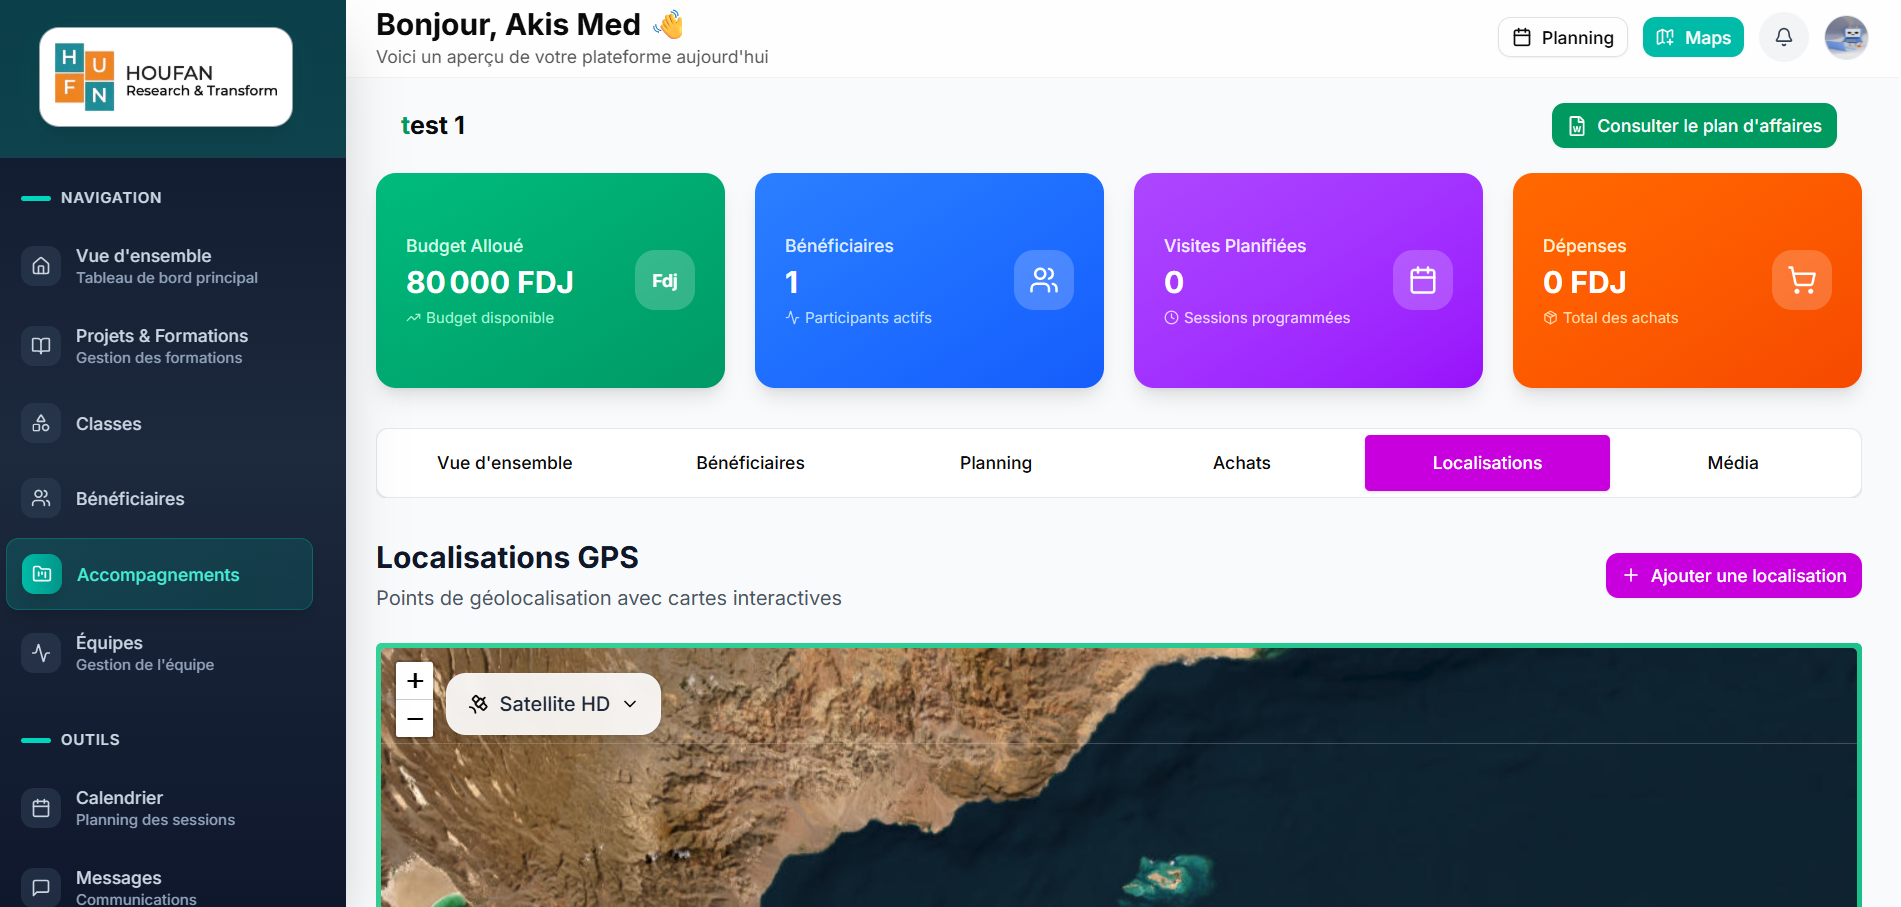 H U
F N
HOUFAN
Research & Transform
NAVIGATION
Vue d'ensemble
Tableau de bord principal
Projets & Formations
Gestion des formations
Classes
Bénéficiaires
Accompagnements
Équipes
Gestion de l'équipe
OUTILS
Calendrier
Planning des sessions
Messages
Communications
Bonjour, Akis Med 👋
Voici un aperçu de votre plateforme aujourd'hui
Planning
Maps
test 1
W Consulter le plan d'affaires
Budget Alloué
80 000 FDJ
Budget disponible
Fdj
Bénéficiaires
1
Participants actifs
Visites Planifiées
0
Sessions programmées
Dépenses
0 FDJ
Total des achats
Vue d'ensemble
Bénéficiaires
Planning
Achats
Localisations
Média
Localisations GPS
Points de géolocalisation avec cartes interactives
+ Ajouter une localisation
+
−
Satellite HD